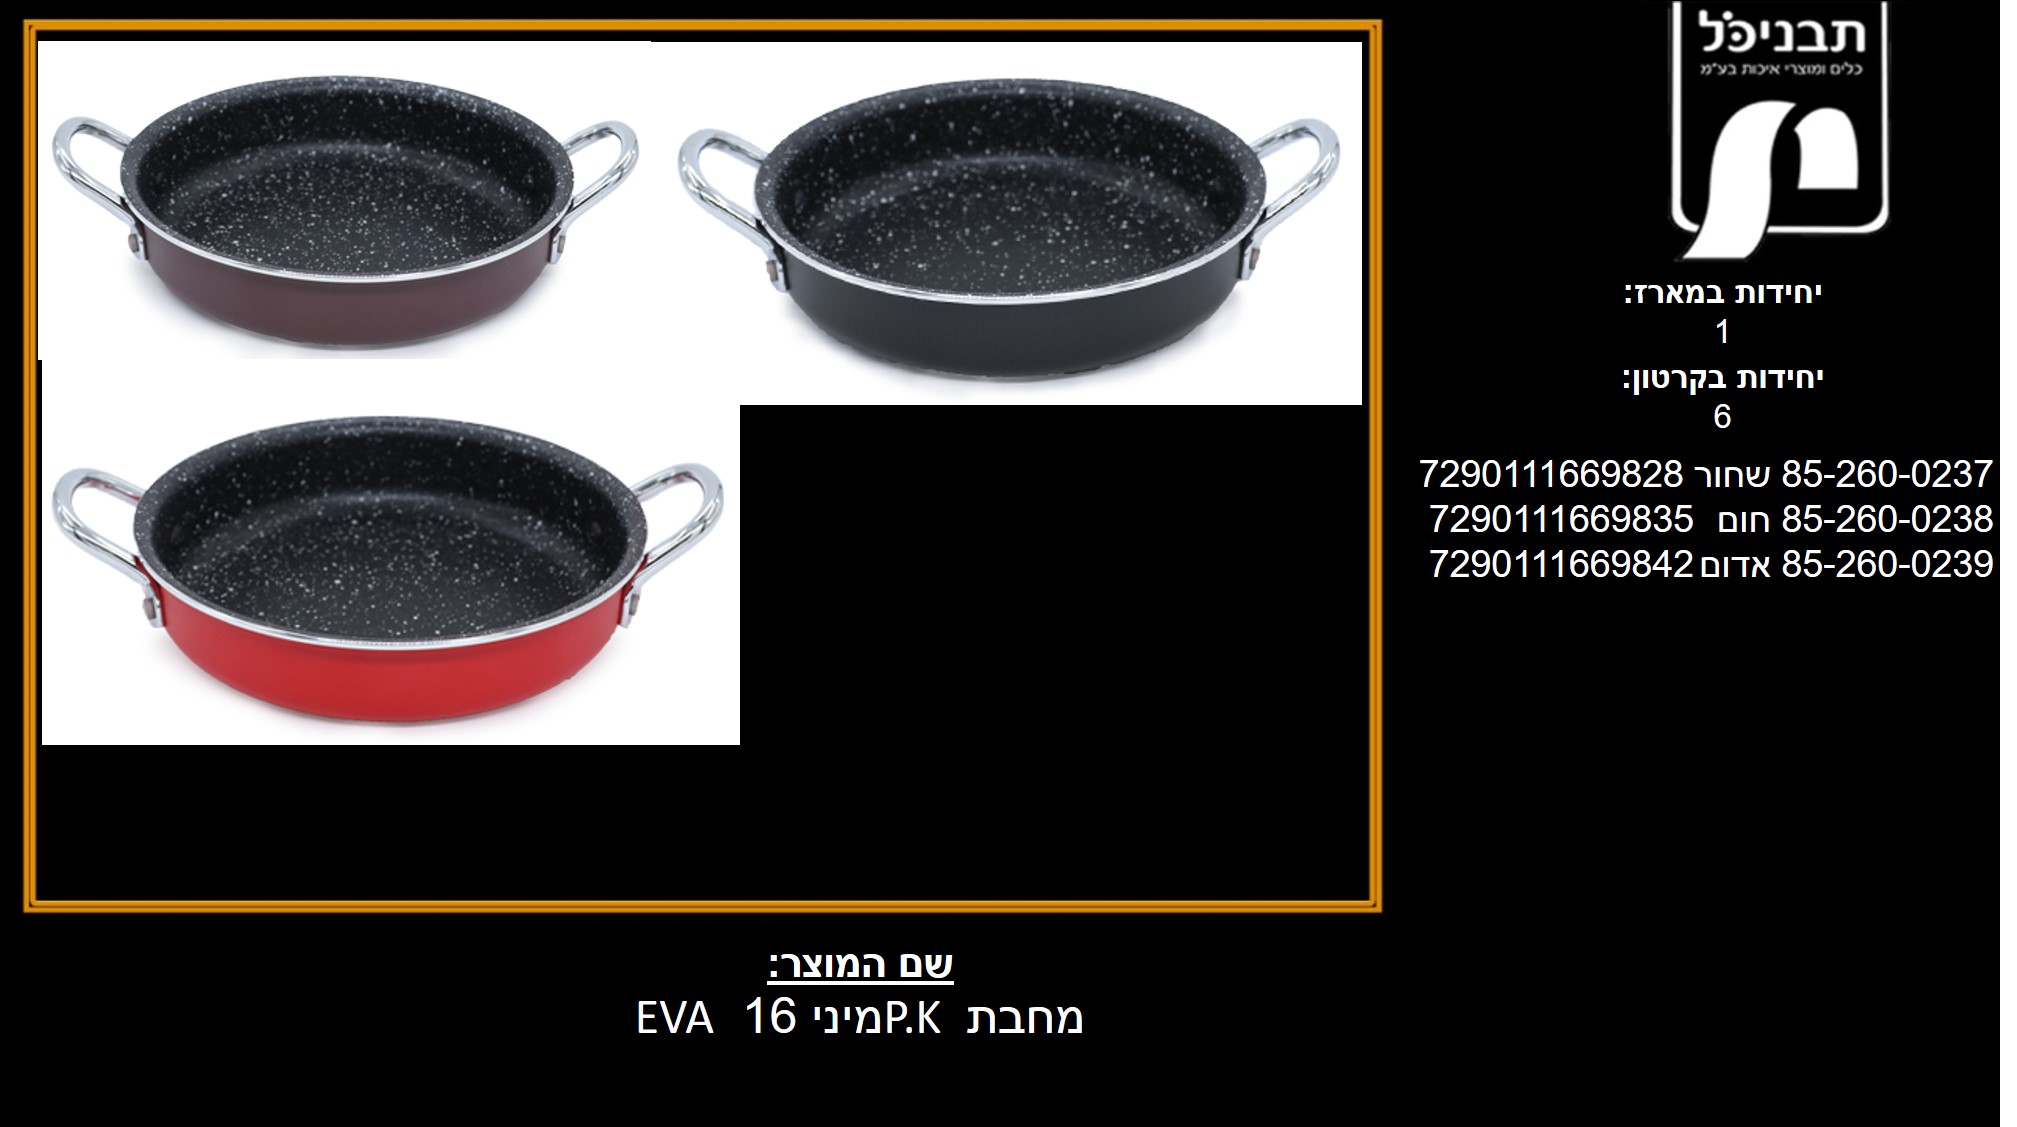 תבניכל
כלים ומוצרי איכות בע"מ
יחידות במארז:
1
יחידות בקרטון:
6
85-260-0237 שחור 7290111669828
85-260-0238 חום 7290111669835
85-260-0239 אדום 7290111669842
שם המוצר:
מחבת P.Kמיני 16 EVA